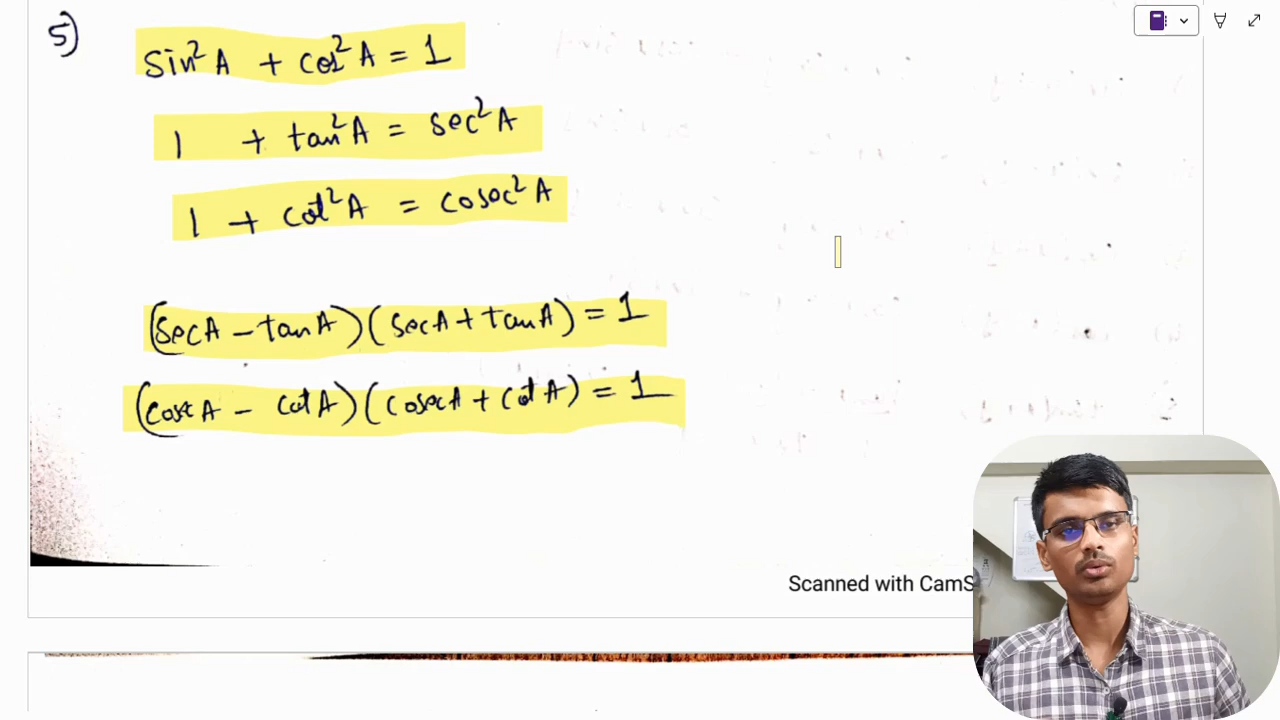 5)
sin²A + cos²A = 1
1 + tan²A = sec²A
1 + cot²A = cosec²A
(secA - tanA)(secA + tanA) = 1
(cosecA - cotA)(cosecA + cotA) = 1
Scanned with CamS